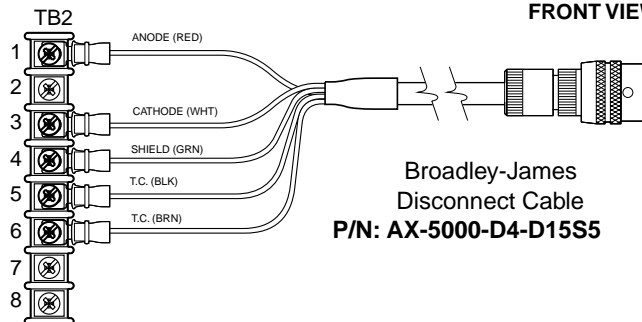 FRONT VIEW
TB2
1 ANODE (RED)
2
3 CATHODE (WHT)
4 SHIELD (GRN)
5 T.C. (BLK)
6 T.C. (BRN)
7
8
Broadley-James
Disconnect Cable
P/N: AX-5000-D4-D15S5